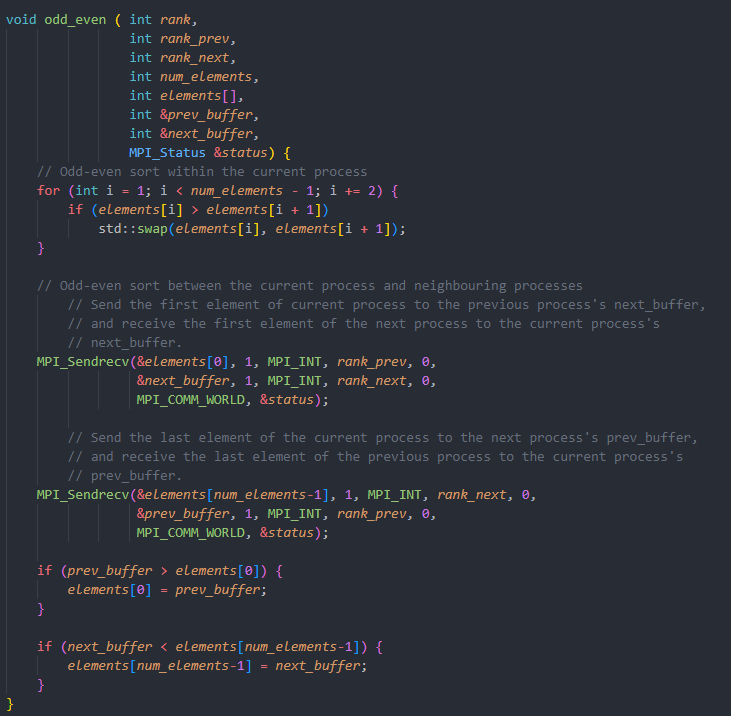 void odd_even ( int rank,
                int rank_prev,
                int rank_next,
                int num_elements,
                int elements[],
                int &prev_buffer,
                int &next_buffer,
                MPI_Status &status) {
    // Odd-even sort within the current process
    for (int i = 1; i < num_elements - 1; i += 2) {
        if (elements[i] > elements[i + 1])
            std::swap(elements[i], elements[i + 1]);
    }

    // Odd-even sort between the current process and neighbouring processes
        // Send the first element of current process to the previous process's next_buffer,
        // and receive the first element of the next process to the current process's
        // next_buffer.
    MPI_Sendrecv(&elements[0], 1, MPI_INT, rank_prev, 0,
                 &next_buffer, 1, MPI_INT, rank_next, 0,
                 MPI_COMM_WORLD, &status);

        // Send the last element of the current process to the next process's prev_buffer,
        // and receive the last element of the previous process to the current process's
        // prev_buffer.
    MPI_Sendrecv(&elements[num_elements-1], 1, MPI_INT, rank_next, 0,
                 &prev_buffer, 1, MPI_INT, rank_prev, 0,
                 MPI_COMM_WORLD, &status);

    if (prev_buffer > elements[0]) {
        elements[0] = prev_buffer;
    }

    if (next_buffer < elements[num_elements-1]) {
        elements[num_elements-1] = next_buffer;
    }
}